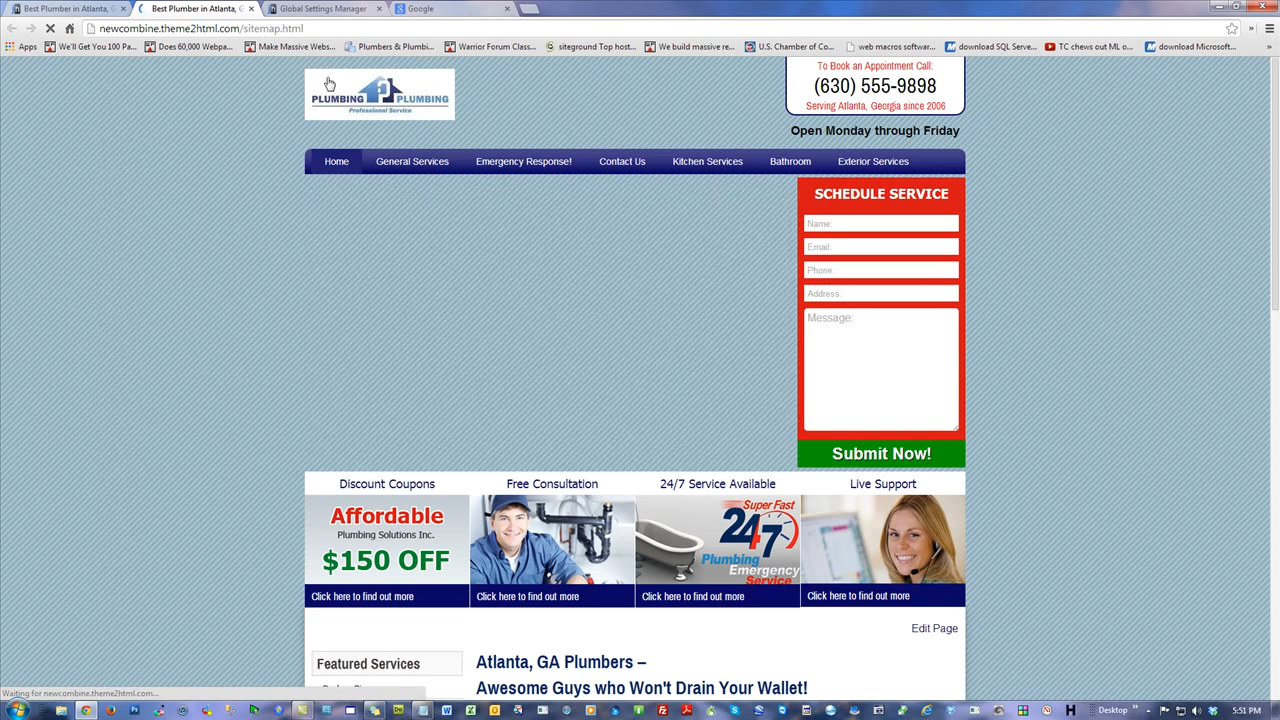 Best Plumber in Atlanta, G
Best Plumber in Atlanta, G
Global Settings Manager
Google
newcombine.theme2html.com/sitemap.html
Apps
We'll Get You 100 Pa...
Does 60,000 Webpa...
Make Massive Webs...
Plumbers & Plumbi...
Warrior Forum Class...
siteground Top host...
We build massive re...
U.S. Chamber of Co...
web macros softwar...
download SQL Serve...
TC chews out ML o...
download Microsoft...
To Book an Appointment Call:
(630) 555-9898
Serving Atlanta, Georgia since 2006
PLUMBING PLUMBING
Professional Service
Open Monday through Friday
Home
General Services
Emergency Response!
Contact Us
Kitchen Services
Bathroom
Exterior Services
SCHEDULE SERVICE
Name:
Email:
Phone
Address:
Message:
Submit Now!
Discount Coupons
Free Consultation
24/7 Service Available
Live Support
Affordable
Plumbing Solutions Inc.
$150 OFF
Super Fast
24/7
Plumbing
Emergency
Service
Click here to find out more
Click here to find out more
Click here to find out more
Click here to find out more
Edit Page
Featured Services
Atlanta, GA Plumbers –
Awesome Guys who Won't Drain Your Wallet!
Waiting for newcombine.theme2html.com...
Desktop
5:51 PM